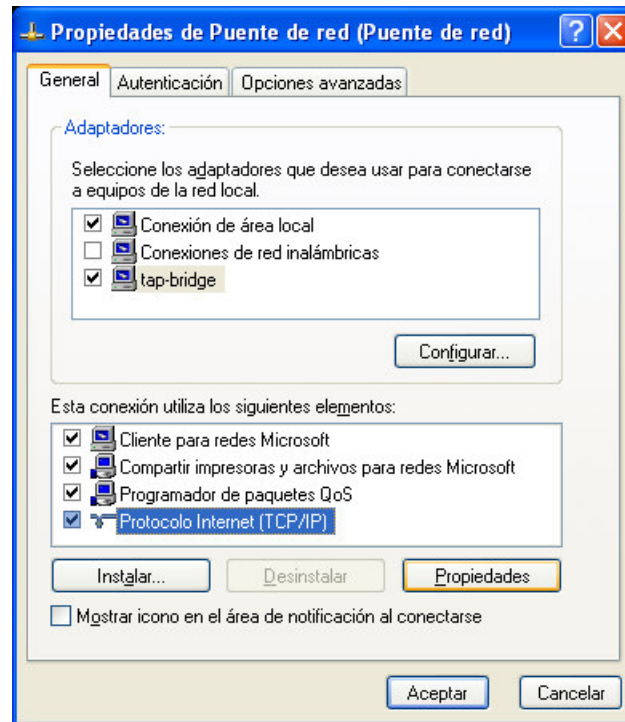 Propiedades de Puente de red (Puente de red)
General
Autenticación
Opciones avanzadas
Adaptadores:
Seleccione los adaptadores que desea usar para conectarse
a equipos de la red local.
Conexión de área local
Conexiones de red inalámbricas
tap-bridge
Configurar...
Esta conexión utiliza los siguientes elementos:
Cliente para redes Microsoft
Compartir impresoras y archivos para redes Microsoft
Programador de paquetes QoS
Protocolo Internet (TCP/IP)
Instalar...
Desinstalar
Propiedades
Mostrar icono en el área de notificación al conectarse
Aceptar
Cancelar